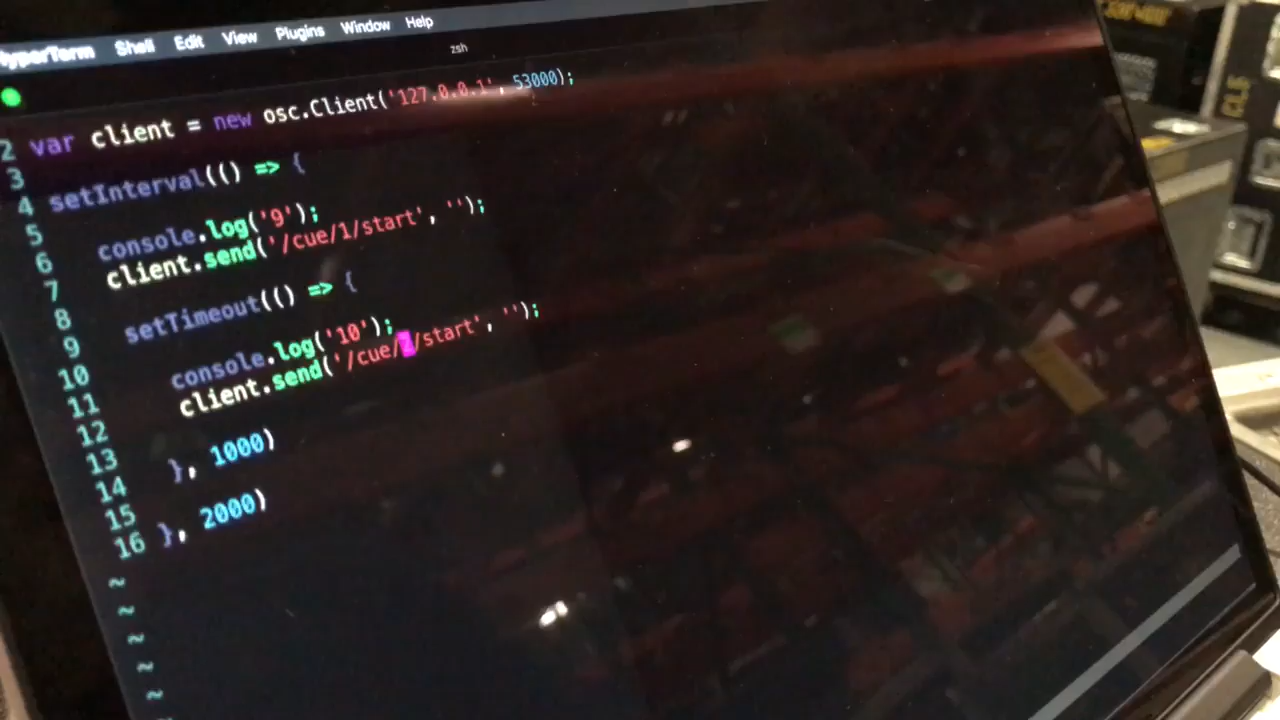 HyperTerm Shell Edit View Plugins Window Help
zsh
2 var client = new osc.Client('127.0.0.1', 53000);
3
4 setInterval(() => {
5
6 console.log('9');
7 client.send('/cue/1/start', '');
8
9 setTimeout(() => {
10
11 console.log('10');
12 client.send('/cue/1/start', '');
13
14 }, 1000)
15
16 }, 2000)
~
~
~
~
~